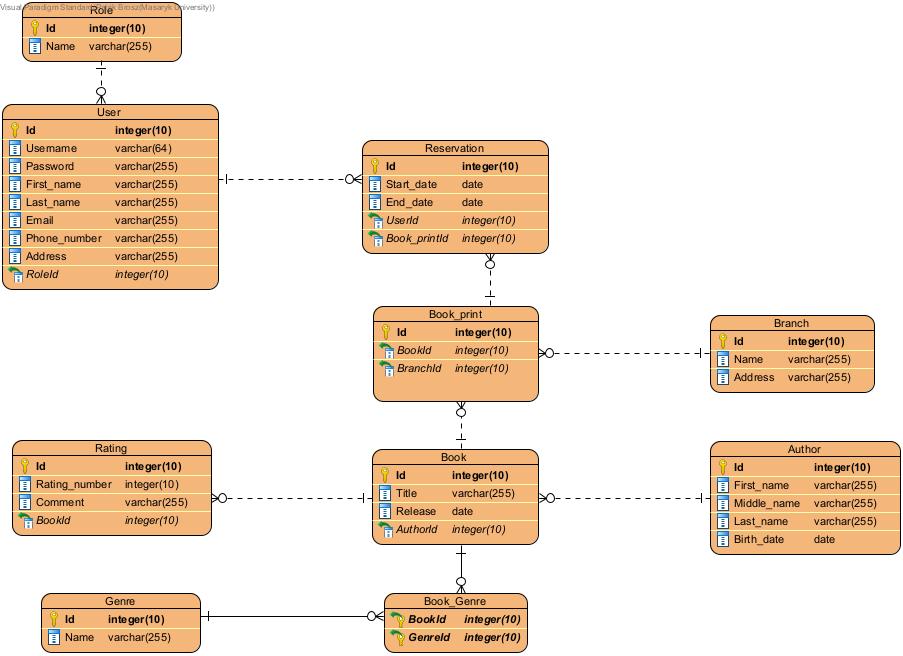 Visual Paradigm Standard(Masaryk University))
Role
Id integer(10)
Name varchar(255)
User
Id integer(10)
Username varchar(64)
Password varchar(255)
First_name varchar(255)
Last_name varchar(255)
Email varchar(255)
Phone_number varchar(255)
Address varchar(255)
RoleId integer(10)
Reservation
Id integer(10)
Start_date date
End_date date
UserId integer(10)
Book_printId integer(10)
Book_print
Id integer(10)
BookId integer(10)
BranchId integer(10)
Branch
Id integer(10)
Name varchar(255)
Address varchar(255)
Rating
Id integer(10)
Rating_number integer(10)
Comment varchar(255)
BookId integer(10)
Book
Id integer(10)
Title varchar(255)
Release date
AuthorId integer(10)
Author
Id integer(10)
First_name varchar(255)
Middle_name varchar(255)
Last_name varchar(255)
Birth_date date
Genre
Id integer(10)
Name varchar(255)
Book_Genre
BookId integer(10)
GenreId integer(10)